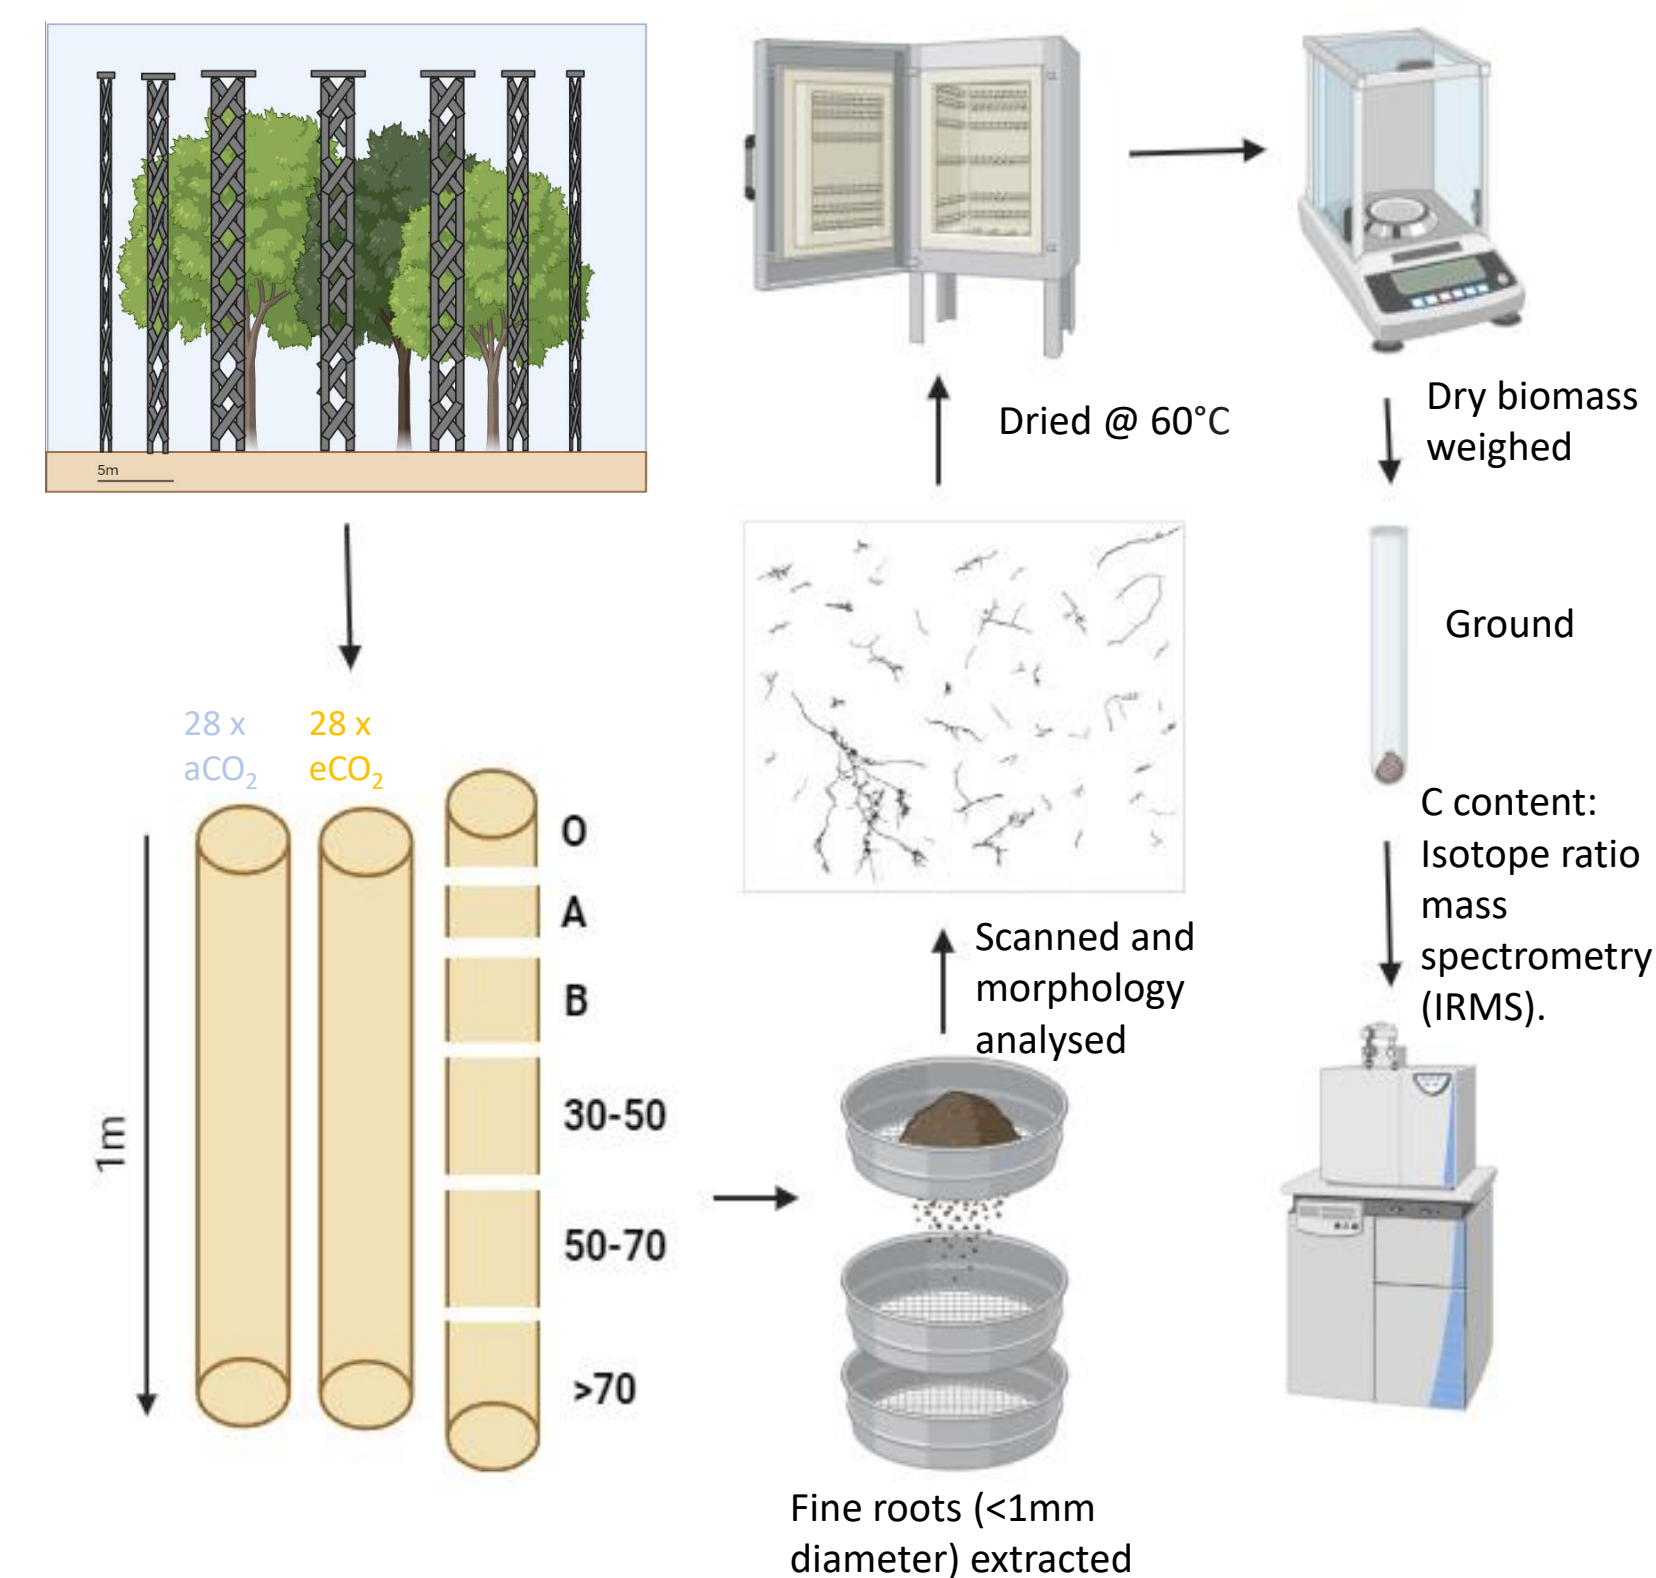 5m
28 x
aCO₂
28 x
eCO₂
1m
O
A
B
30-50
50-70
>70
Fine roots (<1mm
diameter) extracted
Scanned and
morphology
analysed
Dried @ 60°C
Dry biomass
weighed
Ground
C content:
Isotope ratio
mass
spectrometry
(IRMS).